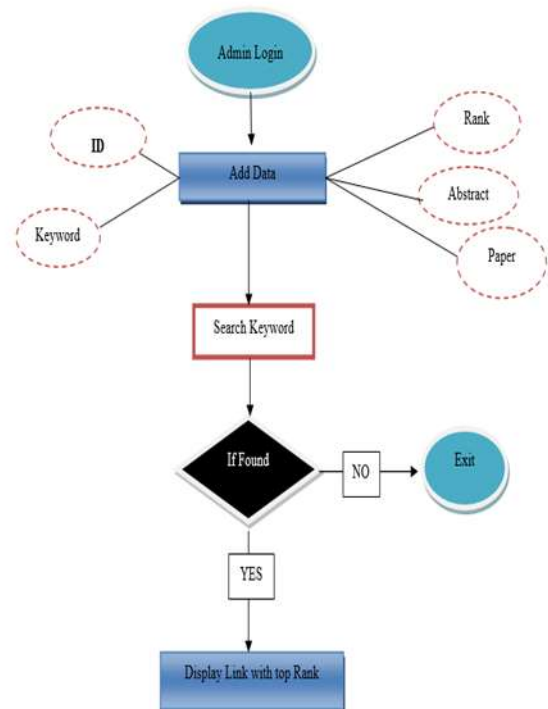 Admin Login
Rank
ID
Add Data
Abstract
Keyword
Paper
Search Keyword
If Found
NO
Exit
YES
Display Link with top Rank